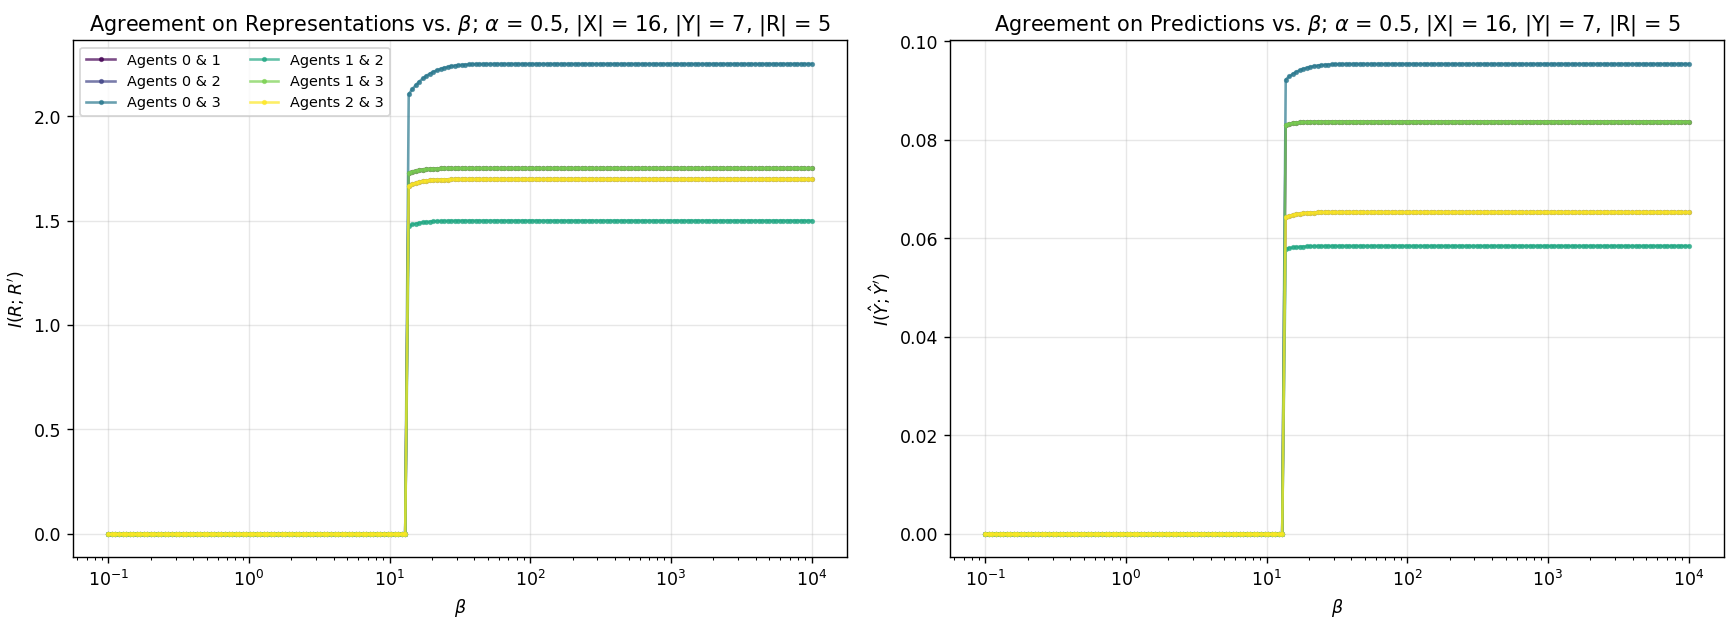 Agreement on Representations vs. β; α = 0.5, |X| = 16, |Y| = 7, |R| = 5
Agents 0 & 1
Agents 0 & 2
Agents 0 & 3
Agents 1 & 2
Agents 1 & 3
Agents 2 & 3
I(R; R′)
2.0
1.5
1.0
0.5
0.0
10⁻¹ 10⁰ 10¹ 10² 10³ 10⁴
β
Agreement on Predictions vs. β; α = 0.5, |X| = 16, |Y| = 7, |R| = 5
I(Ŷ; Ŷ′)
0.10
0.08
0.06
0.04
0.02
0.00
10⁻¹ 10⁰ 10¹ 10² 10³ 10⁴
β